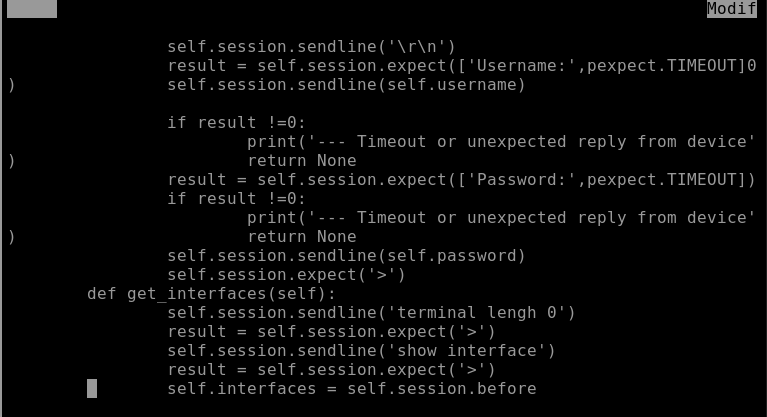 Modif
self.session.sendline('\r\n')
result = self.session.expect(['Username:',pexpect.TIMEOUT]0
)               self.session.sendline(self.username)
if result !=0:
print('--- Timeout or unexpected reply from device'
)                       return None
result = self.session.expect(['Password:',pexpect.TIMEOUT])
if result !=0:
print('--- Timeout or unexpected reply from device'
)                       return None
self.session.sendline(self.password)
self.session.expect('>')
def get_interfaces(self):
self.session.sendline('terminal lengh 0')
result = self.session.expect('>')
self.session.sendline('show interface')
result = self.session.expect('>')
self.interfaces = self.session.before